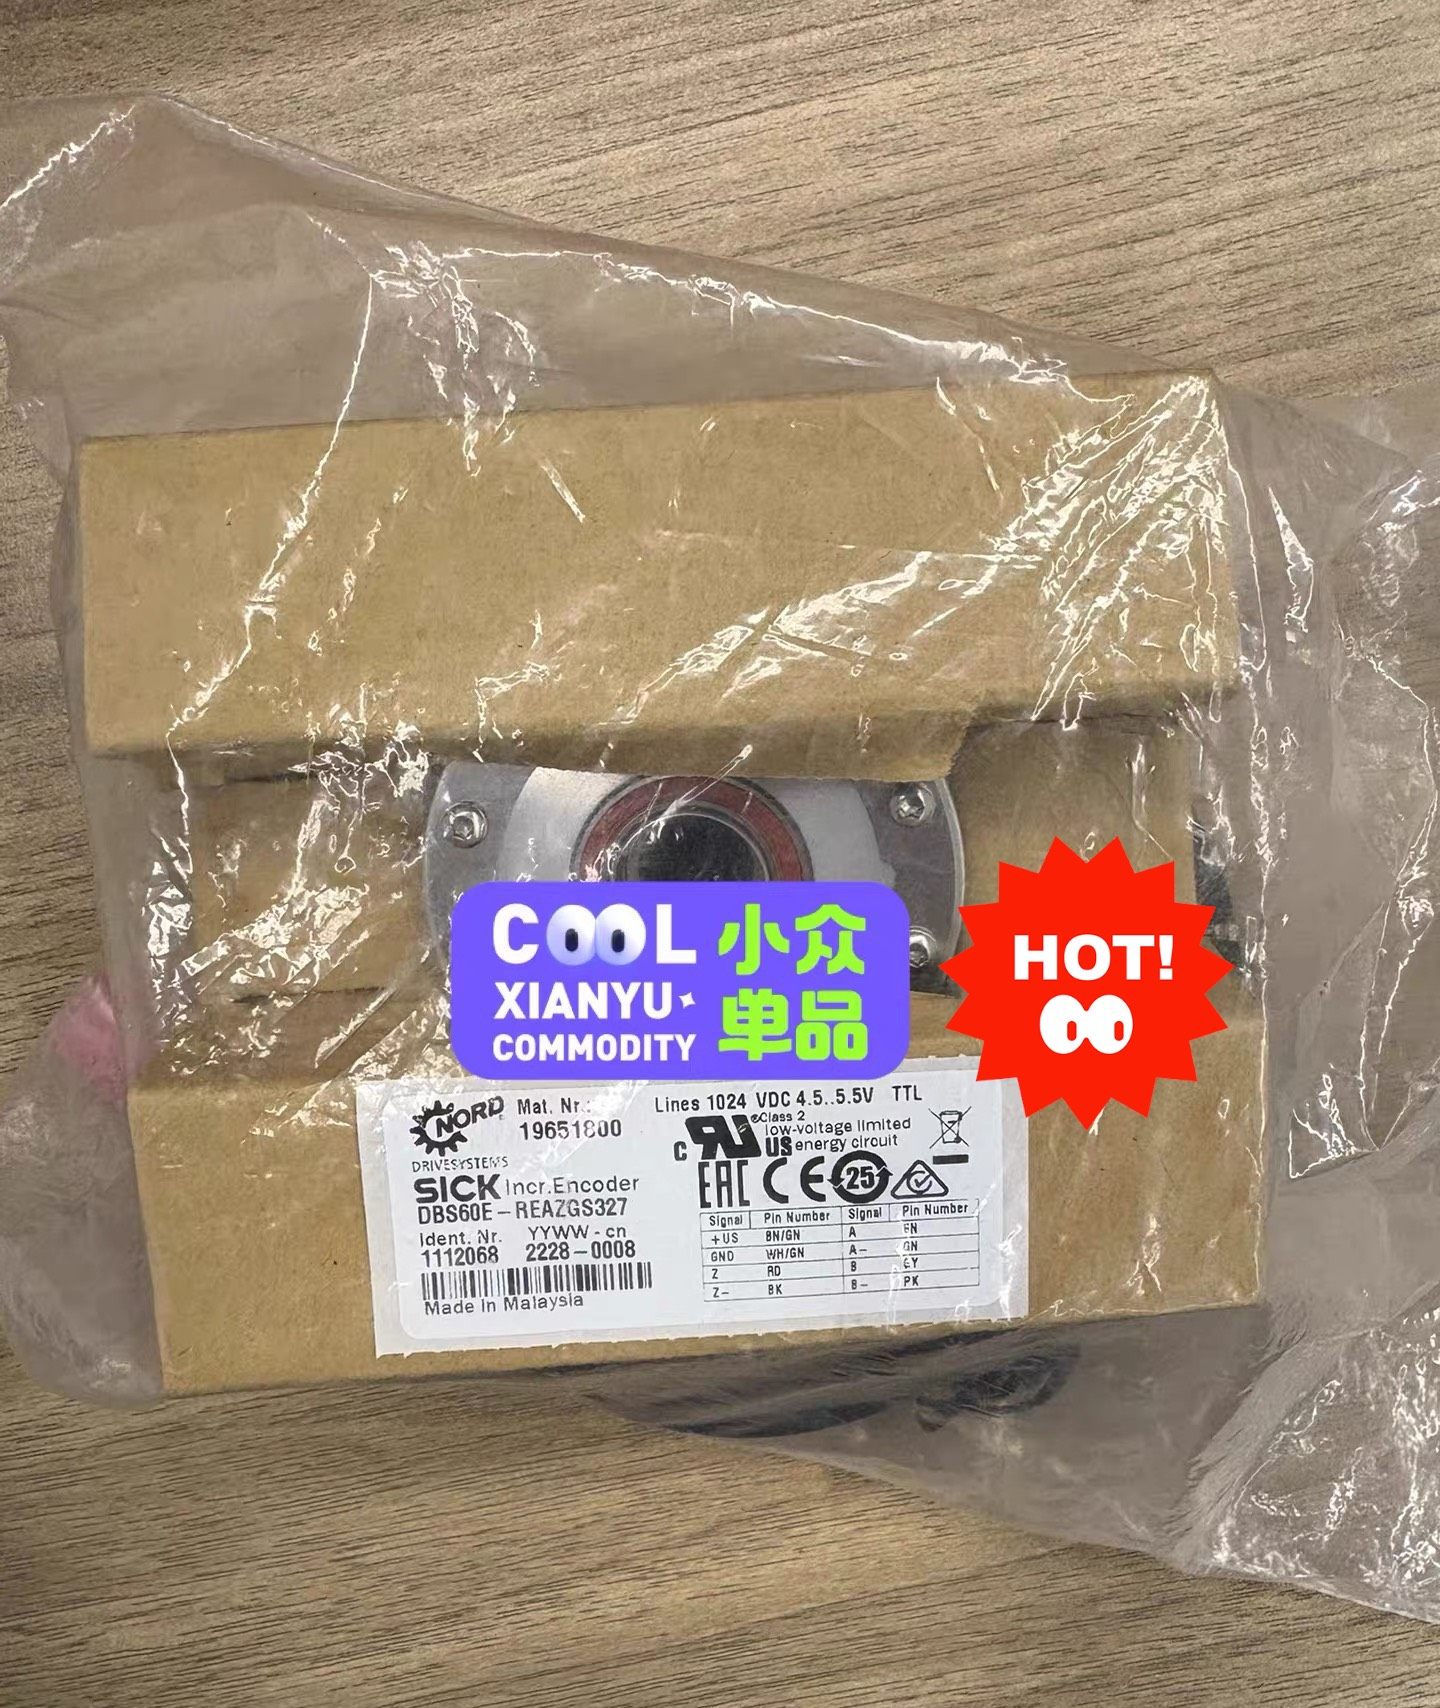 COOL 小众
XIANYU
COMMODITY 单品
HOT!
NORD
DRIVESYSTEMS
Mat. Nr.:
19651800
SICK Incr.Encoder
DBS60E-REAZGS327
Ident. Nr. YYWW-cn
1112068 2228-0008
Made In Malaysia
Lines 1024 VDC 4.5..5.5V TTL
c RU US
Class 2
low-voltage limited
energy circuit
EAC CE 25
Signal Pin Number Signal Pin Number
+US BN/GN A BN
GND WH/GN A- GN
Z RD B GY
Z- BK B- PK